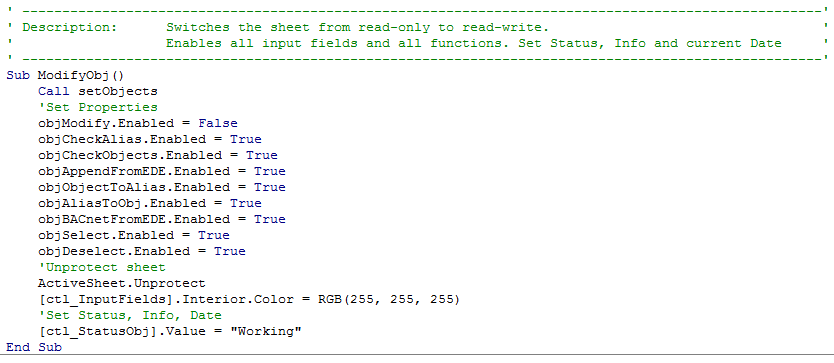 ' ----------------------------------------------------------------------------------------------------'
' Description:      Switches the sheet from read-only to read-write.                                  '
'                   Enables all input fields and all functions. Set Status, Info and current Date     '
' ----------------------------------------------------------------------------------------------------'
Sub ModifyObj()
    Call setObjects
    'Set Properties
    objModify.Enabled = False
    objCheckAlias.Enabled = True
    objCheckObjects.Enabled = True
    objAppendFromEDE.Enabled = True
    objObjectToAlias.Enabled = True
    objAliasToObj.Enabled = True
    objBACnetFromEDE.Enabled = True
    objSelect.Enabled = True
    objDeselect.Enabled = True
    'Unprotect sheet
    ActiveSheet.Unprotect
    [ctl_InputFields].Interior.Color = RGB(255, 255, 255)
    'Set Status, Info, Date
    [ctl_StatusObj].Value = "Working"
End Sub